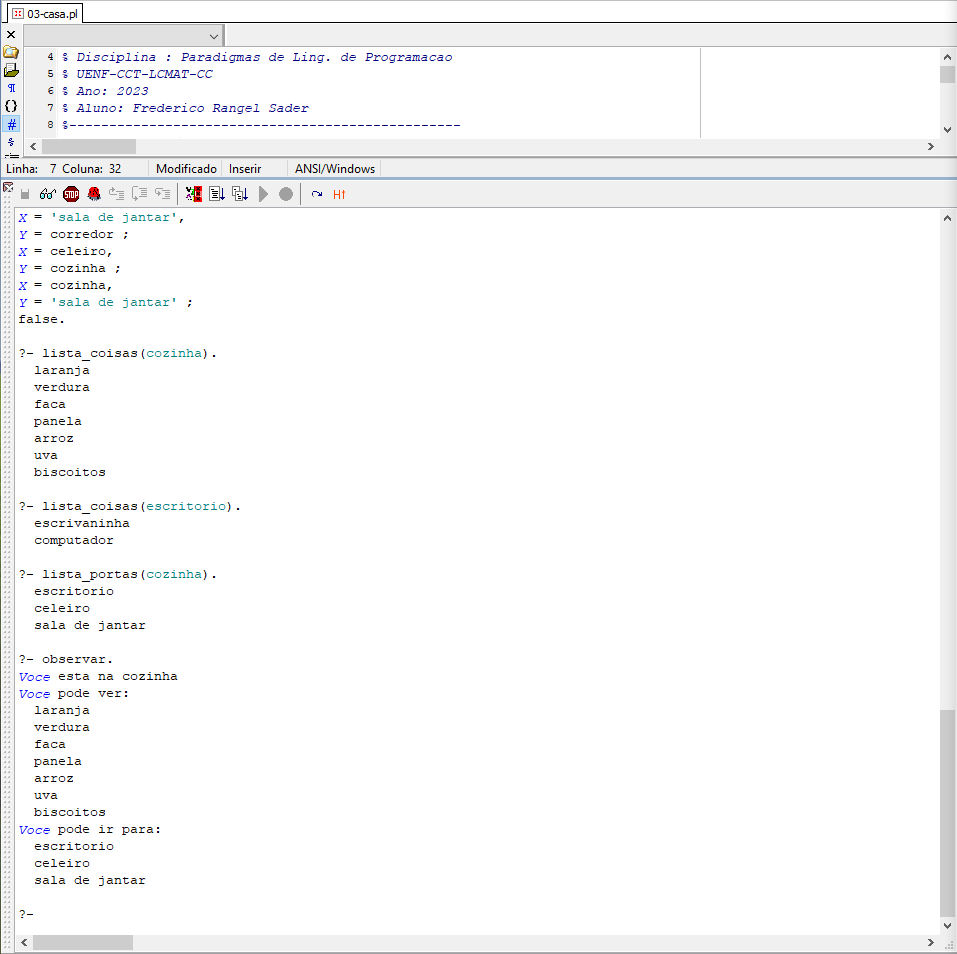 03-casa.pl
4 % Disciplina : Paradigmas de Ling. de Programacao
5 % UENF-CCT-LCMAT-CC
6 % Ano: 2023
7 % Aluno: Frederico Rangel Sader
8 %-------------------------------------------------
Linha: 7 Coluna: 32 Modificado Inserir ANSI/Windows
STOP H↑
X = 'sala de jantar',
Y = corredor ;
X = celeiro,
Y = cozinha ;
X = cozinha,
Y = 'sala de jantar' ;
false.
?- lista_coisas(cozinha).
laranja
verdura
faca
panela
arroz
uva
biscoitos
?- lista_coisas(escritorio).
escrivaninha
computador
?- lista_portas(cozinha).
escritorio
celeiro
sala de jantar
?- observar.
Voce esta na cozinha
Voce pode ver:
laranja
verdura
faca
panela
arroz
uva
biscoitos
Voce pode ir para:
escritorio
celeiro
sala de jantar
?-